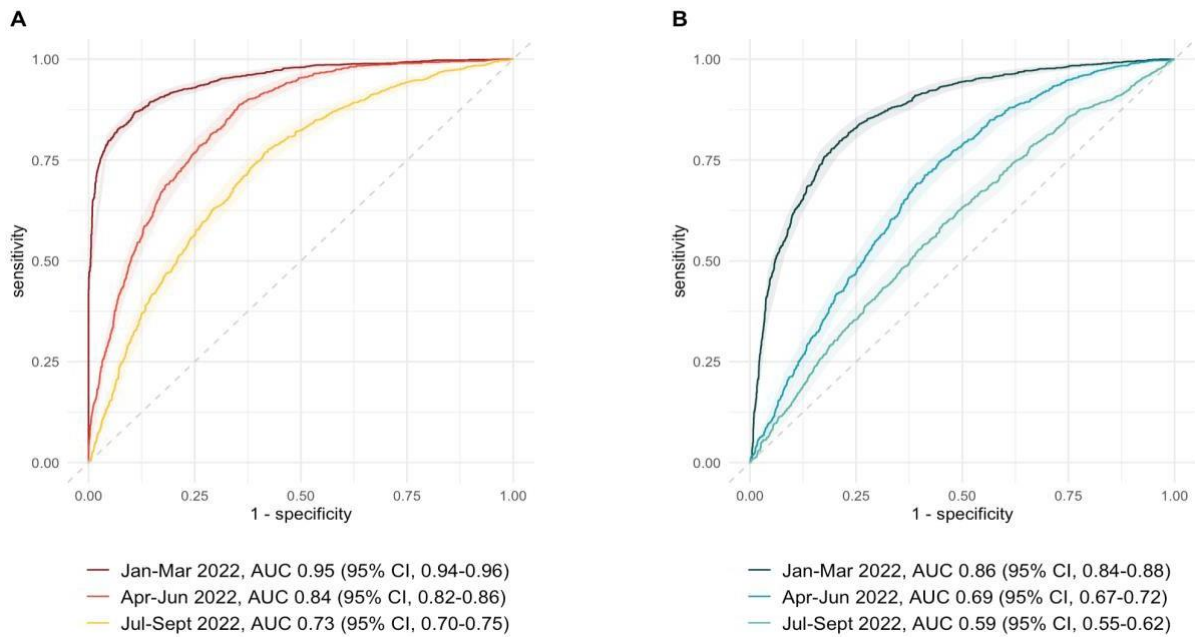 A
1.00
0.75
0.50
0.25
0.00
sensitivity
0.00 0.25 0.50 0.75 1.00
1 - specificity
Jan-Mar 2022, AUC 0.95 (95% CI, 0.94-0.96)
Apr-Jun 2022, AUC 0.84 (95% CI, 0.82-0.86)
Jul-Sept 2022, AUC 0.73 (95% CI, 0.70-0.75)
B
1.00
0.75
0.50
0.25
0.00
sensitivity
0.00 0.25 0.50 0.75 1.00
1 - specificity
Jan-Mar 2022, AUC 0.86 (95% CI, 0.84-0.88)
Apr-Jun 2022, AUC 0.69 (95% CI, 0.67-0.72)
Jul-Sept 2022, AUC 0.59 (95% CI, 0.55-0.62)